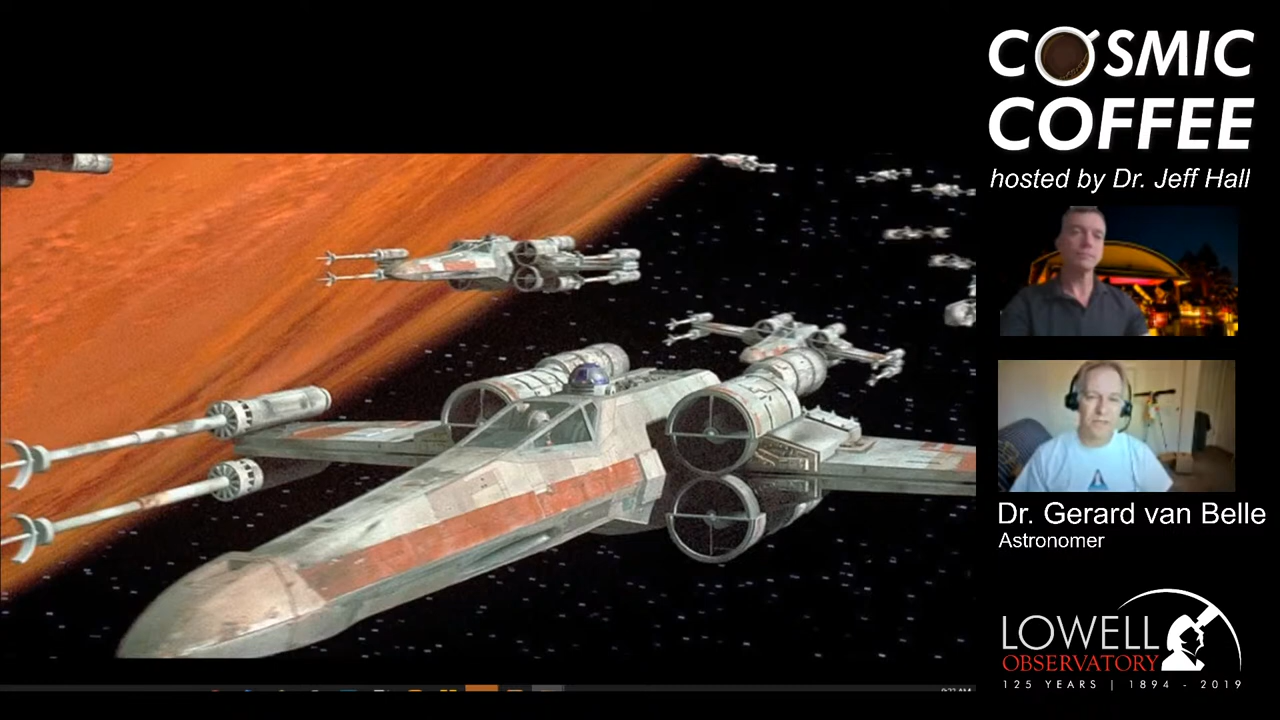 COSMIC
COFFEE
hosted by Dr. Jeff Hall
Dr. Gerard van Belle
Astronomer
LOWELL
OBSERVATORY
125 YEARS | 1894 - 2019